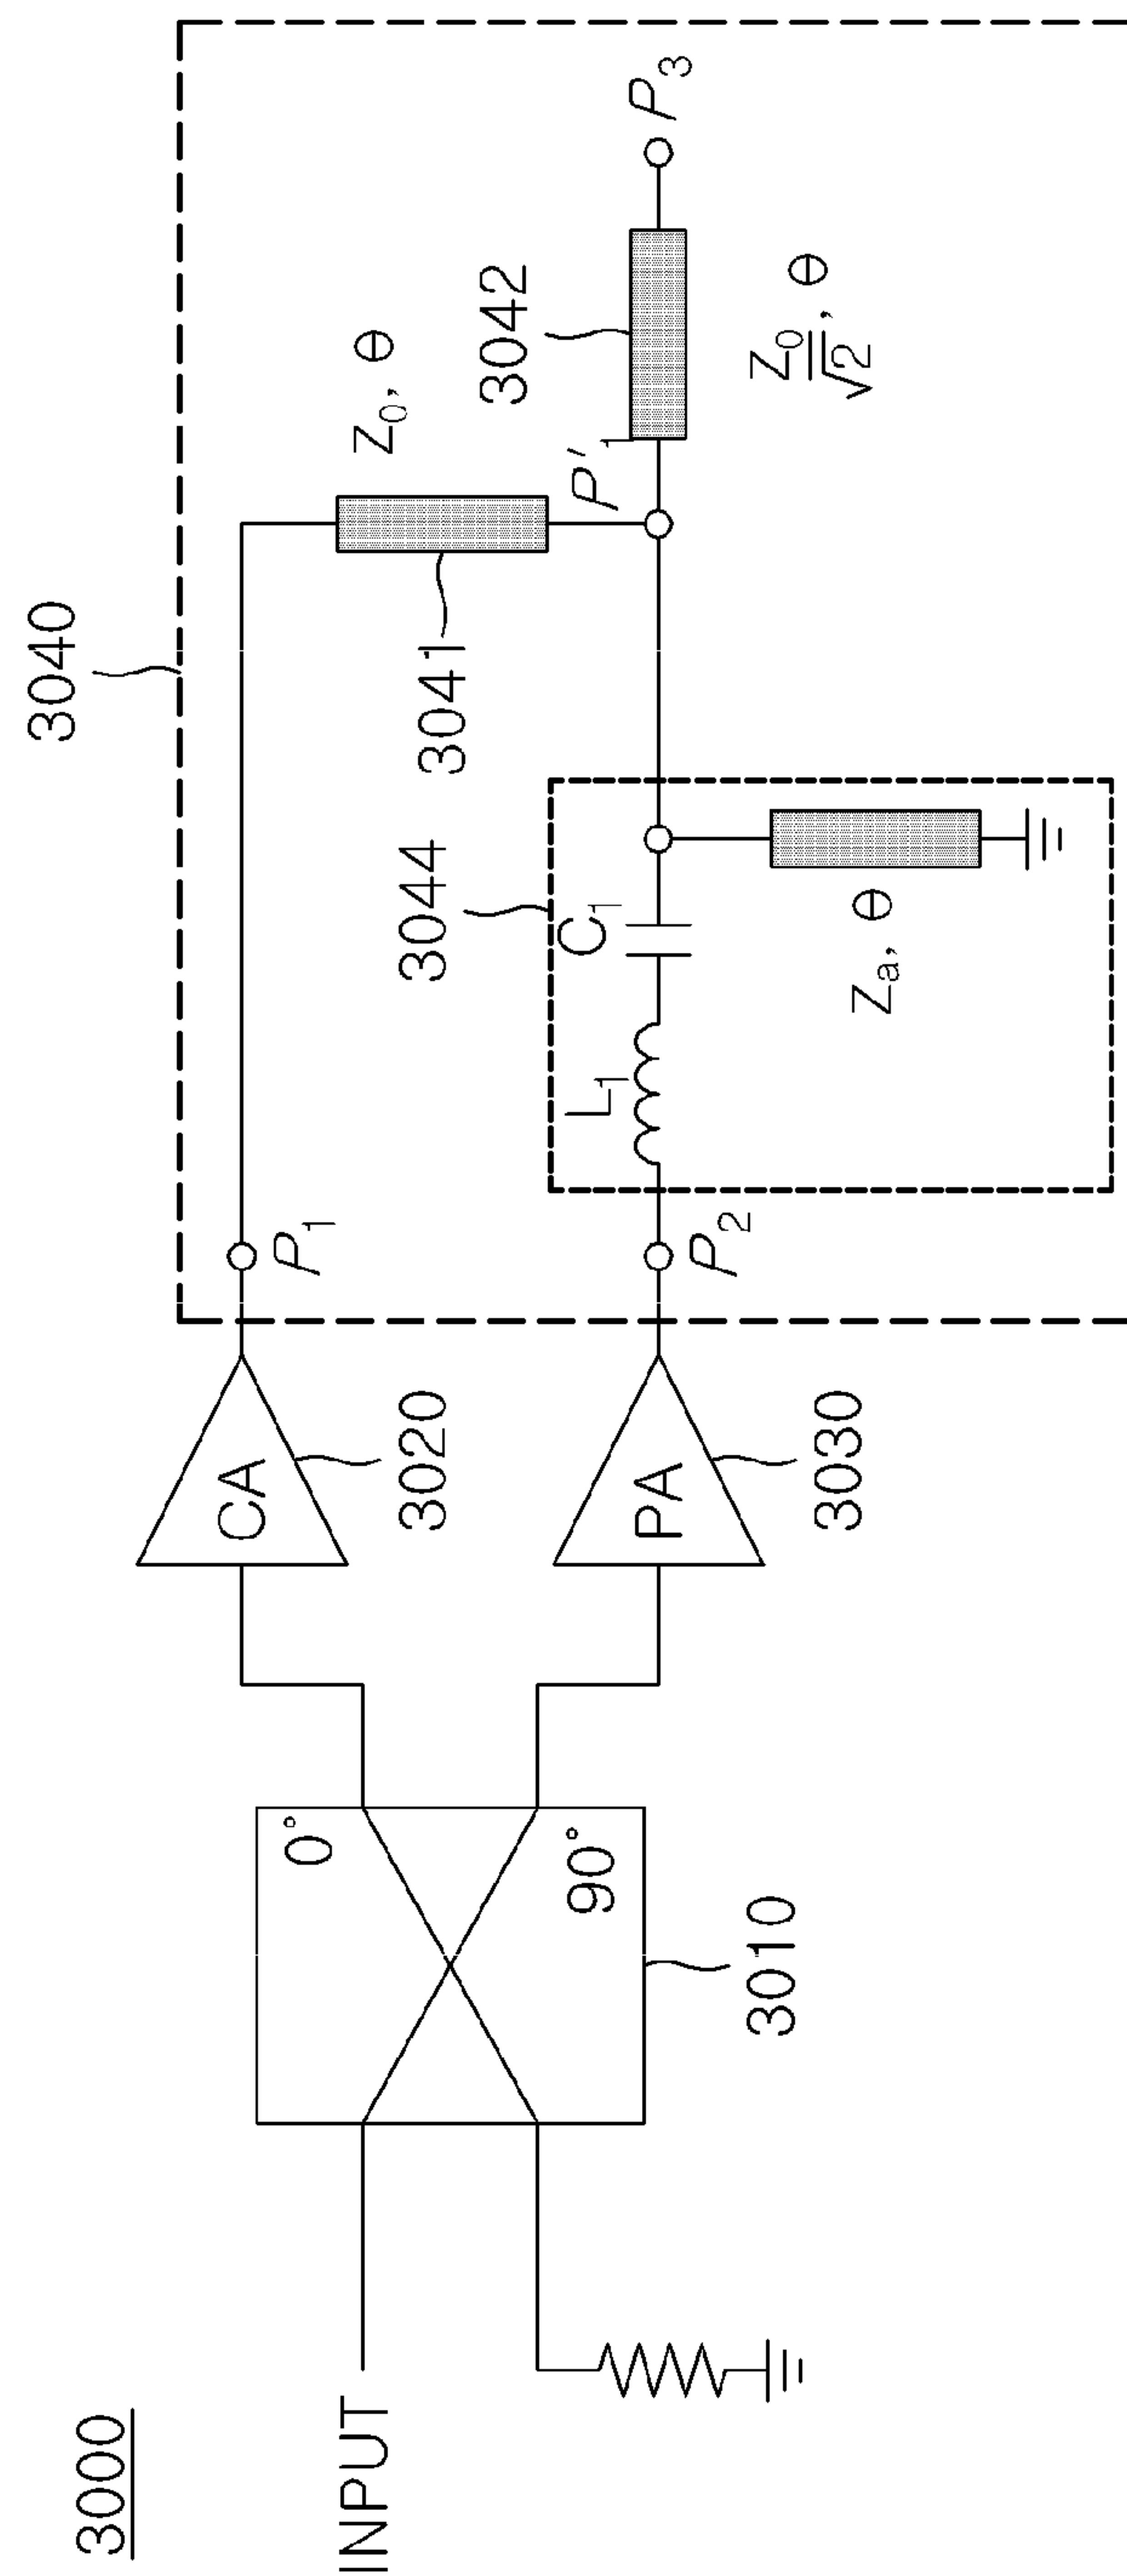 3000
INPUT
0°
90°
3010
CA
3020
PA
3030
3040
P1
P2
L1
C1
3044
Za, θ
3041
Z0, θ
P'1
3042
Z0/√2, θ
P3